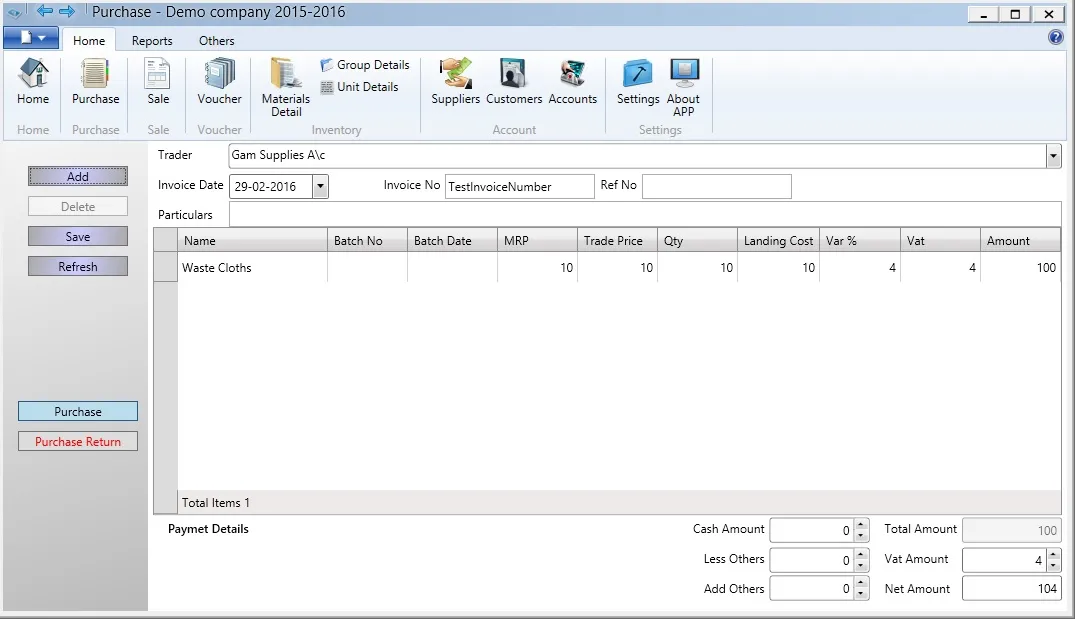 Purchase - Demo company 2015-2016
Home Reports Others
Home Purchase Sale Voucher Materials Detail Group Details Unit Details Suppliers Customers Accounts Settings About APP
Home Purchase Sale Voucher Inventory Account Settings
Trader Gam Supplies A\c
Add
Invoice Date 29-02-2016 Invoice No TestInvoiceNumber Ref No
Delete
Particulars
Save
Name Batch No Batch Date MRP Trade Price Qty Landing Cost Var % Vat Amount
Refresh
Waste Cloths 10 10 10 10 4 4 100
Purchase
Purchase Return
Total Items 1
Paymet Details Cash Amount 0 Total Amount 100
Less Others 0 Vat Amount 4
Add Others 0 Net Amount 104